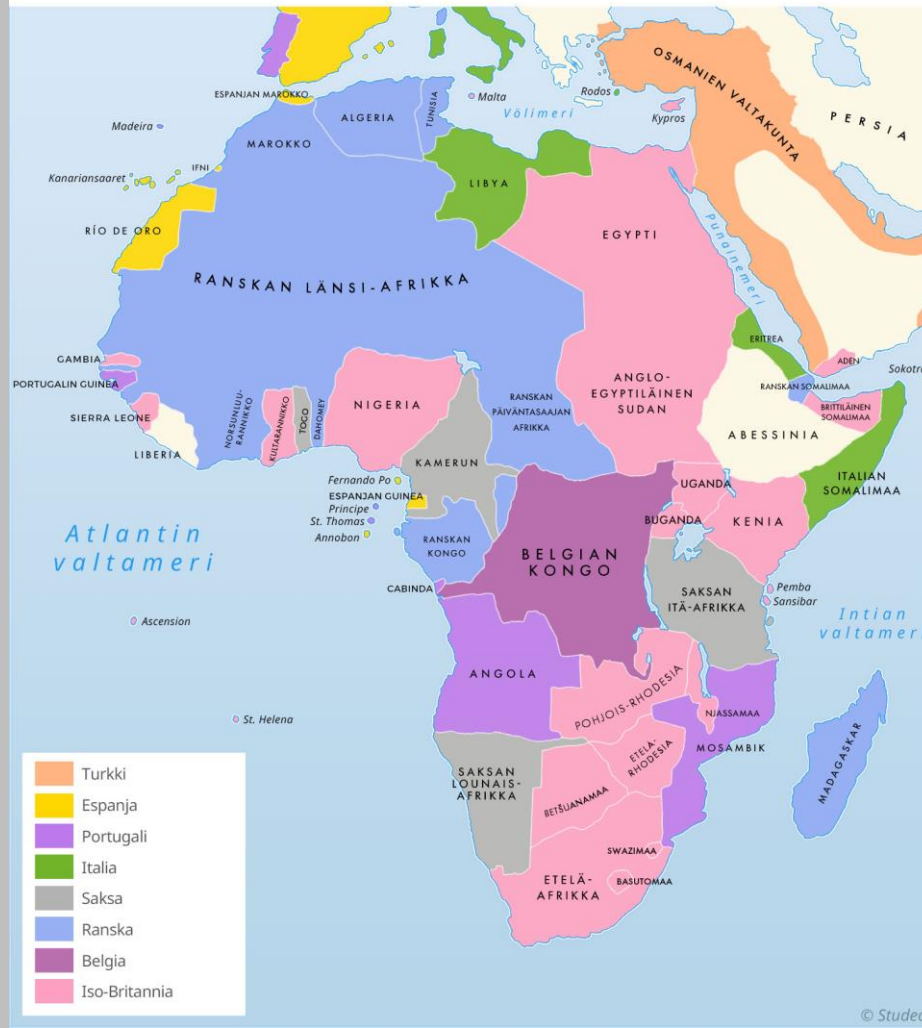 OSMANIEN VALTAKUNTA
PERSIA
ESPANJAN MAROKKO
Malta
Rodos
Kypros
Välimeri
Madeira
MAROKKO
ALGERIA
TUNISIA
IFNI
Kanariansaaret
LIBYA
RÍO DE ORO
EGYPTI
Punainemeri
RANSKAN LÄNSI-AFRIKKA
ERITREA
ADEN
Sokotra
GAMBIA
PORTUGALIN GUINEA
SIERRA LEONE
LIBERIA
NORSUNLUU-
RANNIKKO
KULTARANNIKKO
TOGO
DAHOMEY
NIGERIA
RANSKAN
PÄIVÄNTASAAJAN
AFRIKKA
ANGLO-
EGYPTILÄINEN
SUDAN
RANSKAN SOMALIMAA
BRITTILÄINEN
SOMALIMAA
ABESSINIA
ITALIAN
SOMALIMAA
KAMERUN
Fernando Po
ESPANJAN GUINEA
Principe
St. Thomas
Annobon
UGANDA
BUGANDA
KENIA
Atlantin
valtameri
RANSKAN
KONGO
BELGIAN
KONGO
CABINDA
SAKSAN
ITÄ-AFRIKKA
Pemba
Sansibar
Intian
valtameri
Ascension
ANGOLA
POHJOIS-RHODESIA
NJASSAMAA
MOSAMBIK
St. Helena
SAKSAN
LOUNAIS-
AFRIKKA
BETŠUANAMAA
ETELÄ-
RHODESIA
MADAGASKAR
SWAZIMAA
BASUTOMAA
ETELÄ-
AFRIKKA
Turkki
Espanja
Portugali
Italia
Saksa
Ranska
Belgia
Iso-Britannia
© Studeo